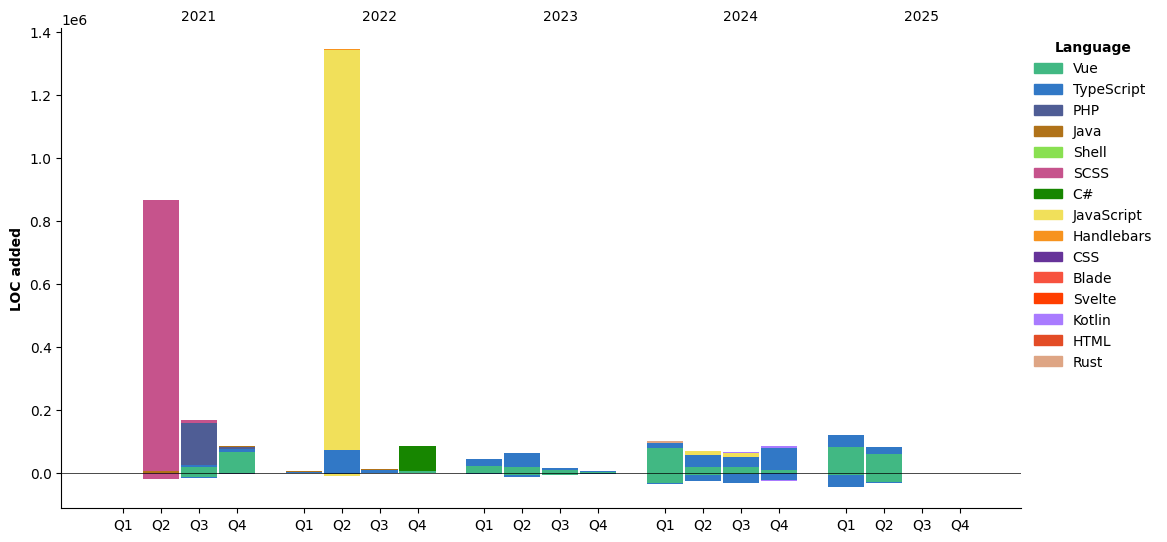 1e6
2021 2022 2023 2024 2025
1.4
1.2
1.0
0.8
0.6
0.4
0.2
0.0
LOC added
Q1 Q2 Q3 Q4 Q1 Q2 Q3 Q4 Q1 Q2 Q3 Q4 Q1 Q2 Q3 Q4 Q1 Q2 Q3 Q4
Language
Vue
TypeScript
PHP
Java
Shell
SCSS
C#
JavaScript
Handlebars
CSS
Blade
Svelte
Kotlin
HTML
Rust